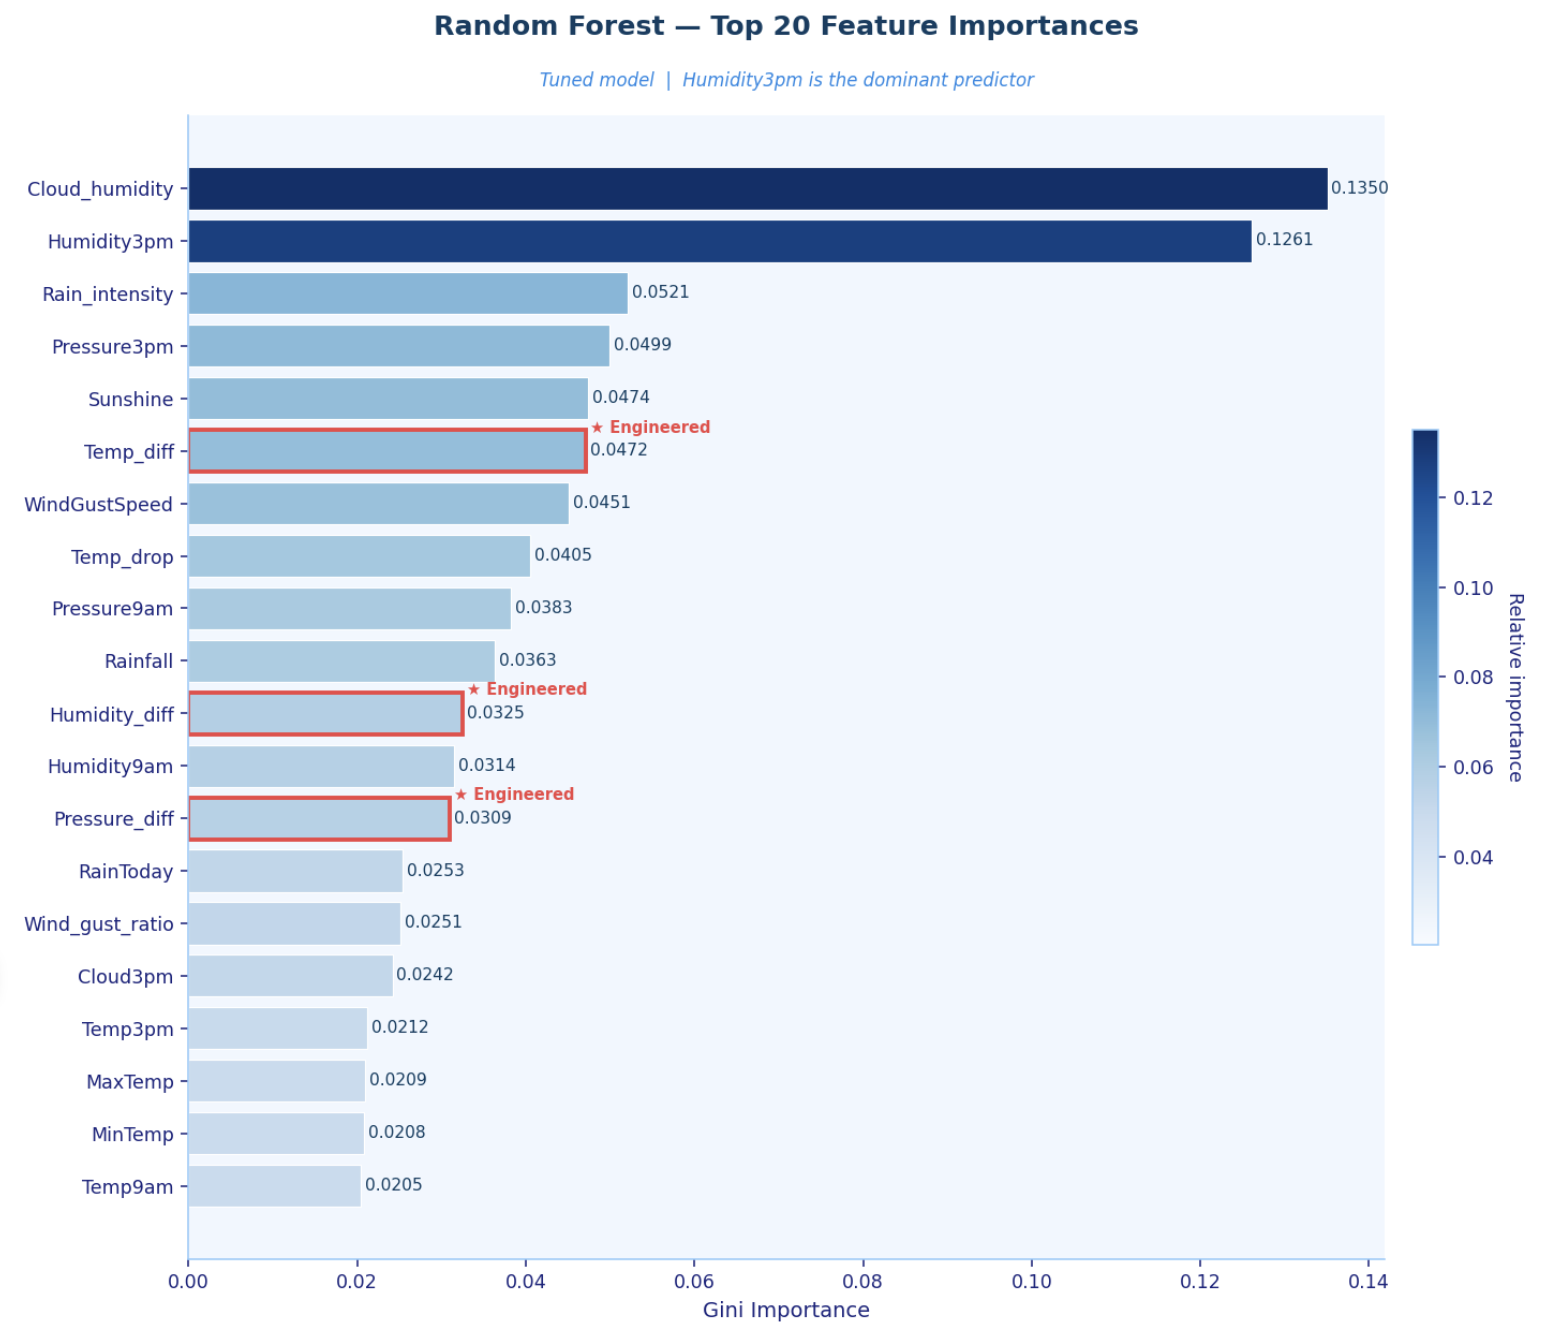 Random Forest — Top 20 Feature Importances
Tuned model | Humidity3pm is the dominant predictor
Cloud_humidity 0.1350
Humidity3pm 0.1261
Rain_intensity 0.0521
Pressure3pm 0.0499
Sunshine 0.0474
★ Engineered
Temp_diff 0.0472
WindGustSpeed 0.0451
Temp_drop 0.0405
Pressure9am 0.0383
Rainfall 0.0363
★ Engineered
Humidity_diff 0.0325
Humidity9am 0.0314
★ Engineered
Pressure_diff 0.0309
RainToday 0.0253
Wind_gust_ratio 0.0251
Cloud3pm 0.0242
Temp3pm 0.0212
MaxTemp 0.0209
MinTemp 0.0208
Temp9am 0.0205
0.00 0.02 0.04 0.06 0.08 0.10 0.12 0.14
Gini Importance
0.12
0.10
0.08
0.06
0.04
Relative importance